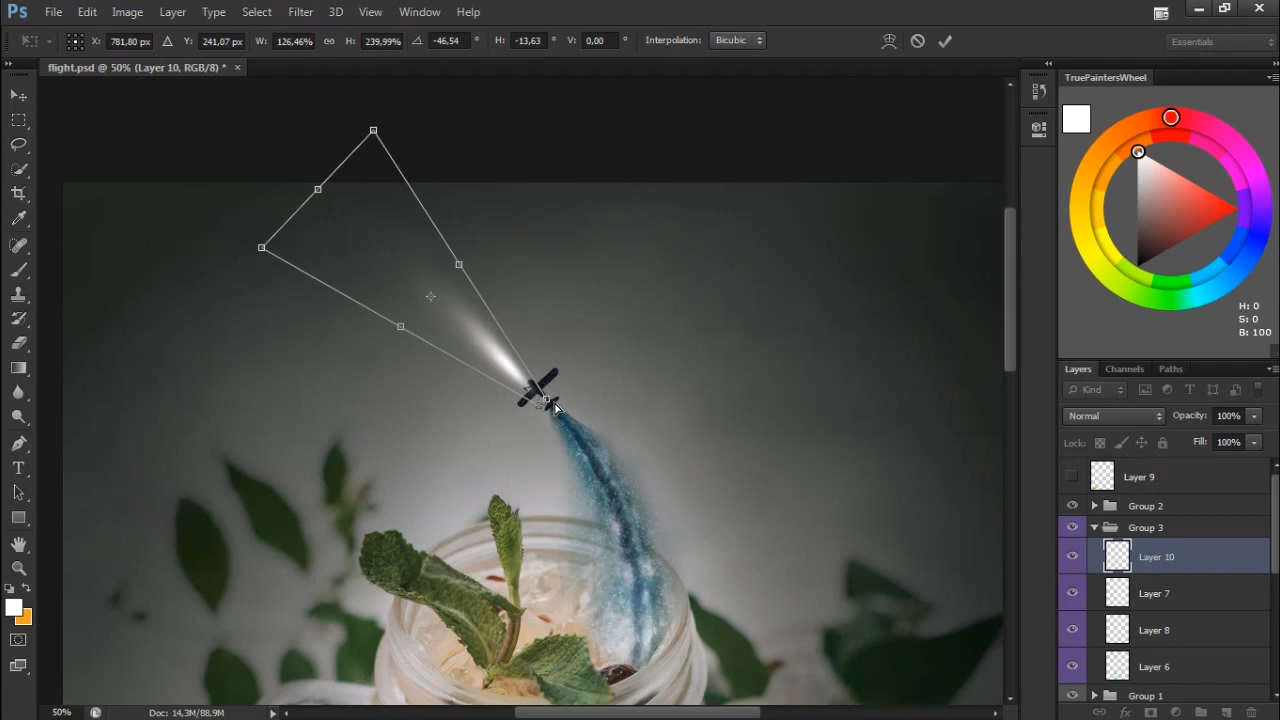 Ps File Edit Image Layer Type Select Filter 3D View Window Help
X: 781,80 px Y: 241,07 px W: 126,46% H: 239,99% -46,54 ° H: -13,63 ° V: 0,00 ° Interpolation: Bicubic Essentials
flight.psd @ 50% (Layer 10, RGB/8) * ×
TruePaintersWheel
H: 0
S: 0
B: 100
Layers Channels Paths
Kind
Normal Opacity: 100%
Lock: Fill: 100%
Layer 9
Group 2
Group 3
Layer 10
Layer 7
Layer 8
Layer 6
Group 1
50% Doc: 14,3M/88,9M